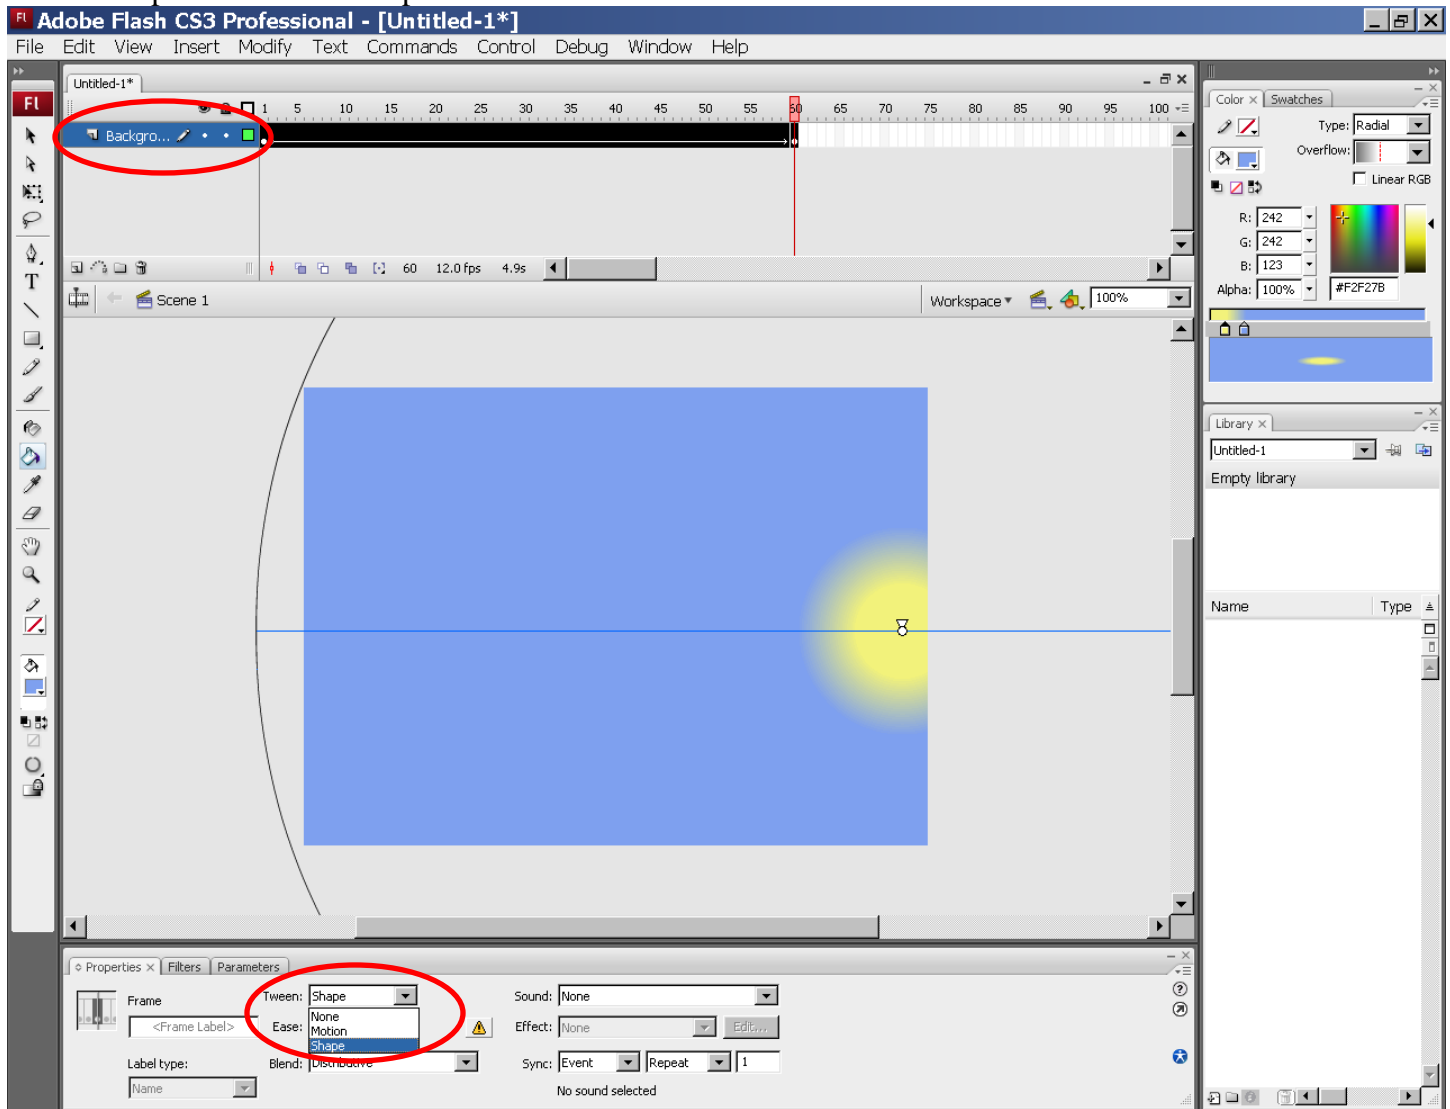 Fl Adobe Flash CS3 Professional - [Untitled-1*]
File Edit View Insert Modify Text Commands Control Debug Window Help
Untitled-1*
Fl
1 5 10 15 20 25 30 35 40 45 50 55 60 65 70 75 80 85 90 95 100
Backgro...
60 12.0 fps 4.9s
Scene 1
Workspace
100%
T
Color × Swatches
Type: Radial
Overflow:
Linear RGB
R: 242
G: 242
B: 123
Alpha: 100% #F2F27B
Library ×
Untitled-1
Empty library
Name Type
Properties × Filters Parameters
Frame Tween: Shape Sound: None
None
<Frame Label> Ease: Motion Effect: None Edit...
Shape
Label type: Blend: Distributive Sync: Event Repeat 1
Name No sound selected